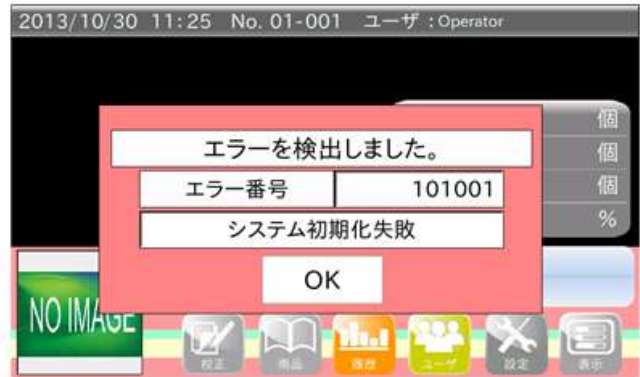 2013/10/30 11:25 No. 01-001 ユーザ :Operator
個
個
個
%
エラーを検出しました。
エラー番号 101001
システム初期化失敗
OK
NO IMAGE
校正 商品 履歴 ユーザ 設定 表示